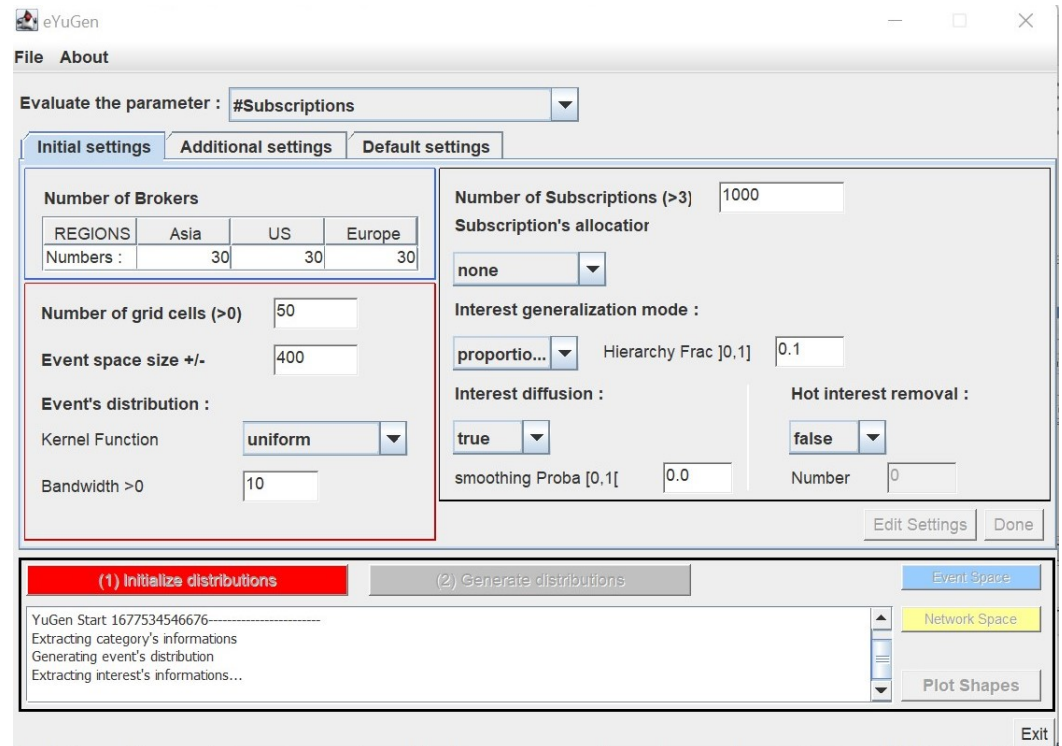 eYuGen
File About
Evaluate the parameter : #Subscriptions
Initial settings Additional settings Default settings
Number of Brokers
REGIONS Asia US Europe
Numbers : 30 30 30
Number of grid cells (>0) 50
Event space size +/- 400
Event's distribution :
Kernel Function uniform
Bandwidth >0 10
Number of Subscriptions (>3) 1000
Subscription's allocation
none
Interest generalization mode :
proportio... Hierarchy Frac ]0,1] 0.1
Interest diffusion : Hot interest removal :
true false
smoothing Proba [0,1[ 0.0 Number 0
Edit Settings Done
(1) Initialize distributions (2) Generate distributions Event Space
YuGen Start 1677534546676------------------------
Extracting category's informations
Generating event's distribution
Extracting interest's informations...
Network Space
Plot Shapes
Exit